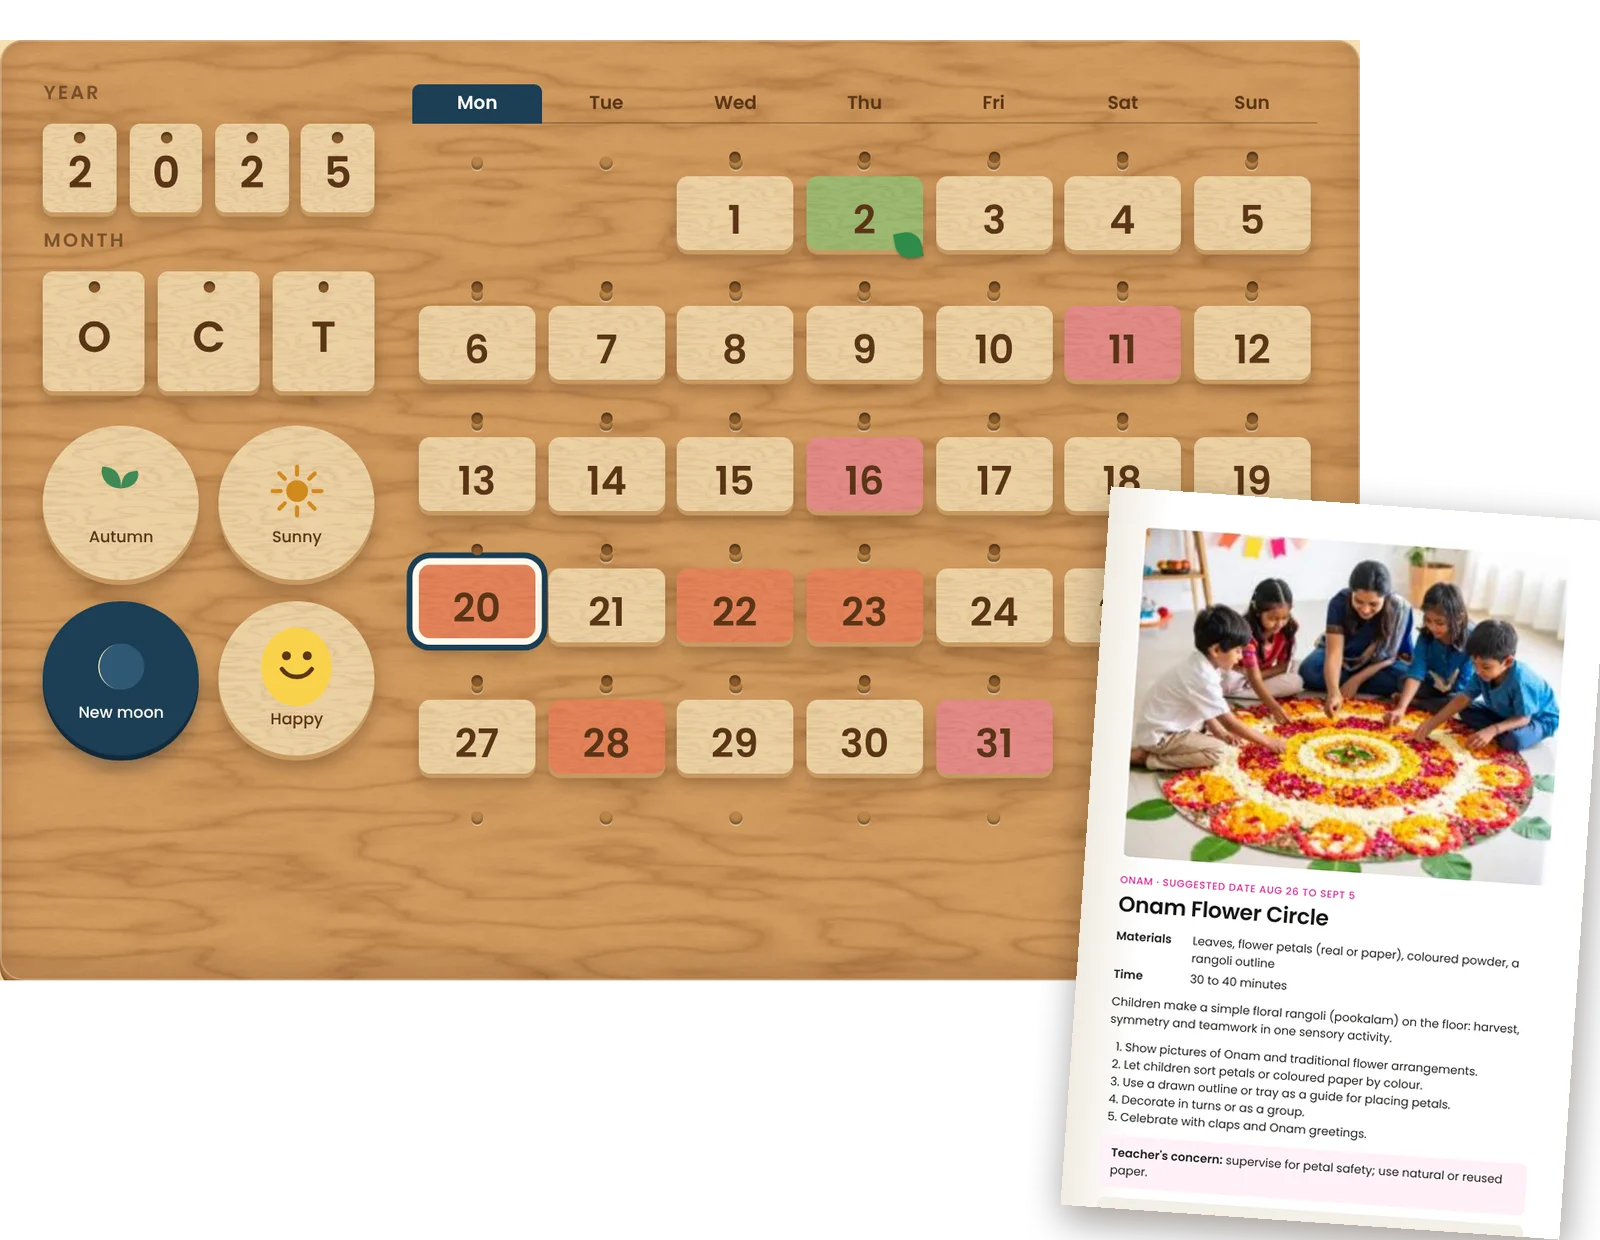 YEAR
2 0 2 5
MONTH
O C T
Autumn
Sunny
New moon
Happy
Mon Tue Wed Thu Fri Sat Sun
1 2 3 4 5
6 7 8 9 10 11 12
13 14 15 16 17 18 19
20 21 22 23 24
27 28 29 30 31
ONAM · SUGGESTED DATE AUG 26 TO SEPT 5
Onam Flower Circle
Materials Leaves, flower petals (real or paper), coloured powder, a
rangoli outline
Time 30 to 40 minutes
Children make a simple floral rangoli (pookalam) on the floor: harvest,
symmetry and teamwork in one sensory activity.
1. Show pictures of Onam and traditional flower arrangements.
2. Let children sort petals or coloured paper by colour.
3. Use a drawn outline or tray as a guide for placing petals.
4. Decorate in turns or as a group.
5. Celebrate with claps and Onam greetings.
Teacher's concern: supervise for petal safety; use natural or reused
paper.